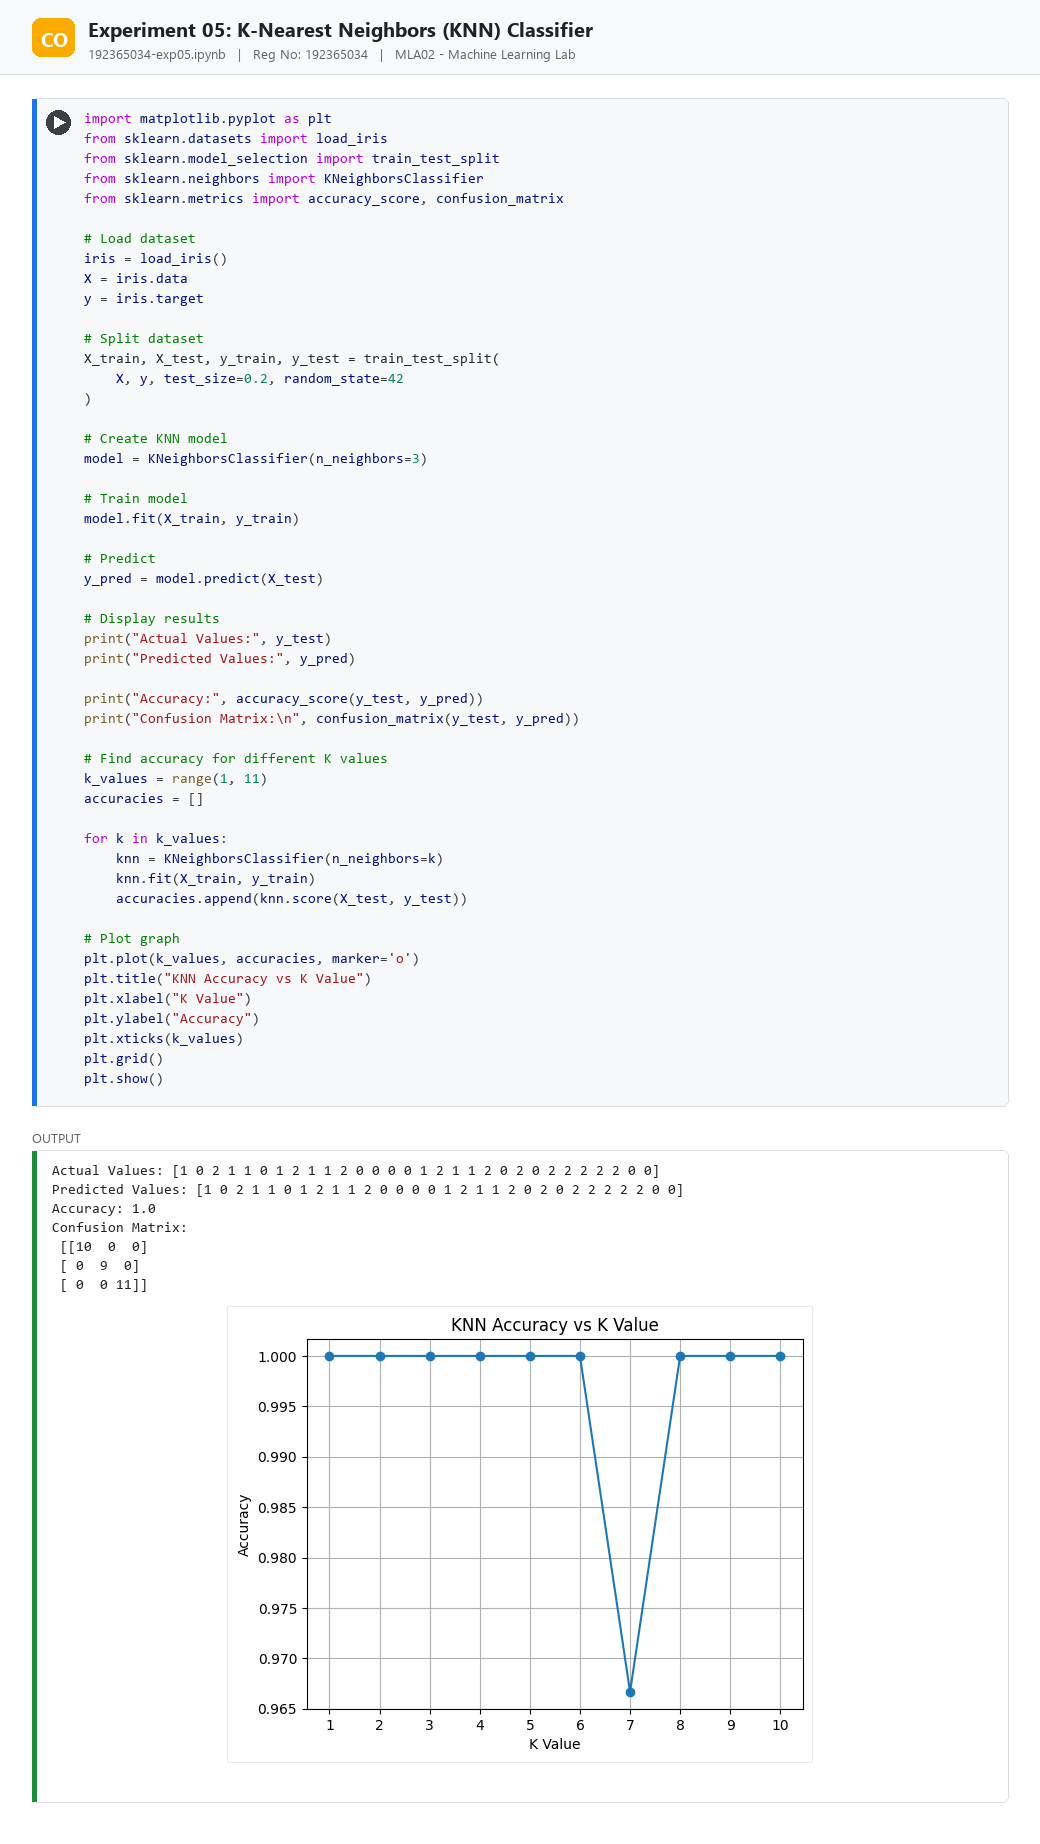 CO
Experiment 05: K-Nearest Neighbors (KNN) Classifier
192365034-exp05.ipynb | Reg No: 192365034 | MLA02 - Machine Learning Lab
import matplotlib.pyplot as plt
from sklearn.datasets import load_iris
from sklearn.model_selection import train_test_split
from sklearn.neighbors import KNeighborsClassifier
from sklearn.metrics import accuracy_score, confusion_matrix

# Load dataset
iris = load_iris()
X = iris.data
y = iris.target

# Split dataset
X_train, X_test, y_train, y_test = train_test_split(
    X, y, test_size=0.2, random_state=42
)

# Create KNN model
model = KNeighborsClassifier(n_neighbors=3)

# Train model
model.fit(X_train, y_train)

# Predict
y_pred = model.predict(X_test)

# Display results
print("Actual Values:", y_test)
print("Predicted Values:", y_pred)

print("Accuracy:", accuracy_score(y_test, y_pred))
print("Confusion Matrix:\n", confusion_matrix(y_test, y_pred))

# Find accuracy for different K values
k_values = range(1, 11)
accuracies = []

for k in k_values:
    knn = KNeighborsClassifier(n_neighbors=k)
    knn.fit(X_train, y_train)
    accuracies.append(knn.score(X_test, y_test))

# Plot graph
plt.plot(k_values, accuracies, marker='o')
plt.title("KNN Accuracy vs K Value")
plt.xlabel("K Value")
plt.ylabel("Accuracy")
plt.xticks(k_values)
plt.grid()
plt.show()
OUTPUT
Actual Values: [1 0 2 1 1 0 1 2 1 1 2 0 0 0 0 1 2 1 1 2 0 2 0 2 2 2 2 2 0 0]
Predicted Values: [1 0 2 1 1 0 1 2 1 1 2 0 0 0 0 1 2 1 1 2 0 2 0 2 2 2 2 2 0 0]
Accuracy: 1.0
Confusion Matrix:
 [[10  0  0]
 [ 0  9  0]
 [ 0  0 11]]
KNN Accuracy vs K Value
1.000
0.995
0.990
0.985
0.980
0.975
0.970
0.965
Accuracy
1 2 3 4 5 6 7 8 9 10
K Value